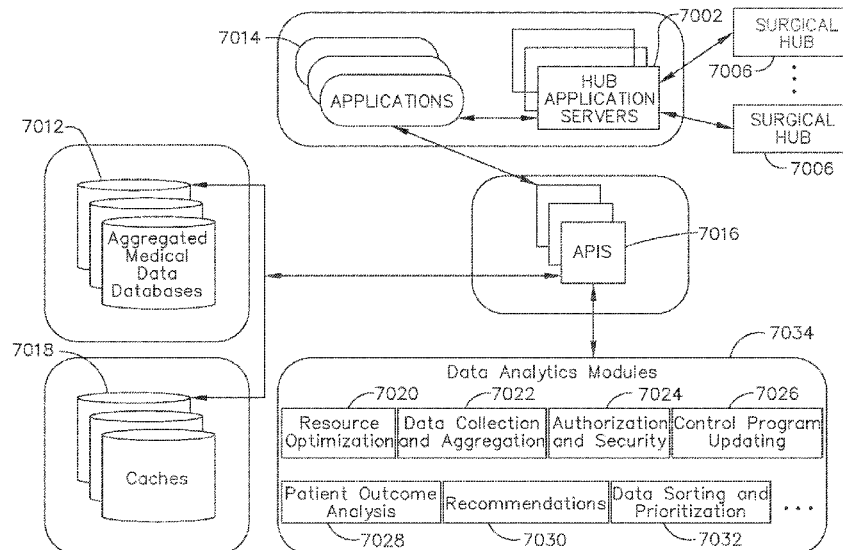 7014
7002
SURGICAL
HUB
7006
APPLICATIONS
HUB
APPLICATION
SERVERS
SURGICAL
HUB
7006
7012
Aggregated
Medical
Data
Databases
APIS
7016
7018
Caches
7034
Data Analytics Modules
7020
7022
7024
7026
Resource
Optimization
Data Collection
and Aggregation
Authorization
and Security
Control Program
Updating
Patient Outcome
Analysis
Recommendations
Data Sorting and
Prioritization
...
7028
7030
7032